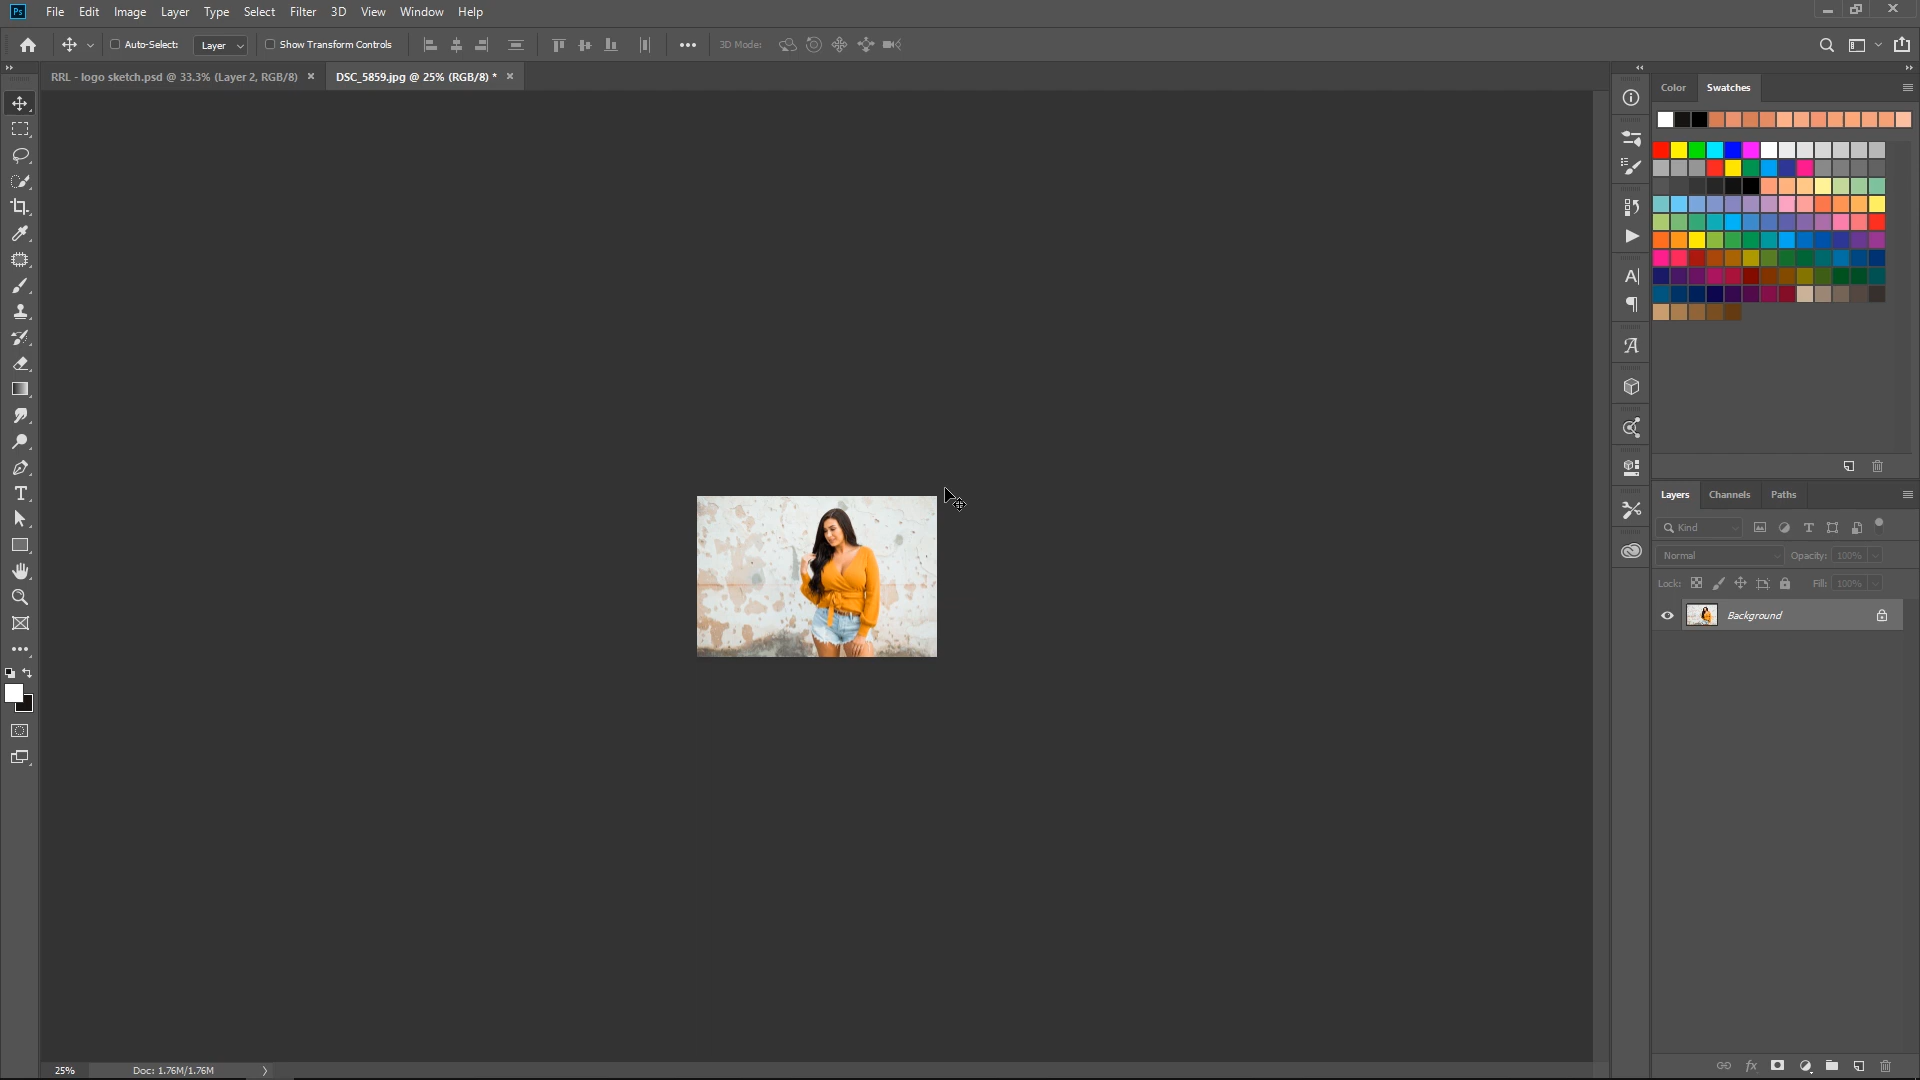 Ps File Edit Image Layer Type Select Filter 3D View Window Help
Auto-Select: Layer Show Transform Controls 3D Mode:
RRL - logo sketch.psd @ 33.3% (Layer 2, RGB/8) × DSC_5859.jpg @ 25% (RGB/8) * ×
Color Swatches
Layers Channels Paths
Kind
Normal Opacity: 100%
Lock: Fill: 100%
Background
25% Doc: 1.76M/1.76M